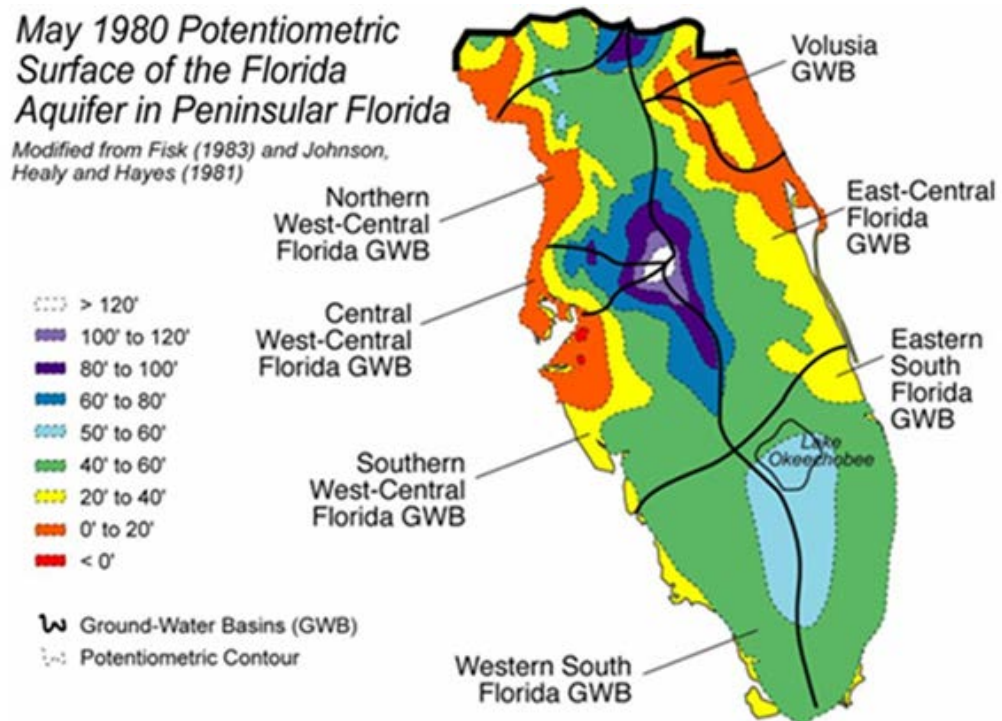 May 1980 Potentiometric
Surface of the Florida
Aquifer in Peninsular Florida
Modified from Fisk (1983) and Johnson,
Healy and Hayes (1981)
Volusia
GWB
Northern
West-Central
Florida GWB
East-Central
Florida
GWB
Central
West-Central
Florida GWB
Eastern
South
Florida
GWB
Southern
West-Central
Florida GWB
Lake
Okeechobee
Western South
Florida GWB
> 120'
100' to 120'
80' to 100'
60' to 80'
50' to 60'
40' to 60'
20' to 40'
0' to 20'
< 0'
Ground-Water Basins (GWB)
Potentiometric Contour